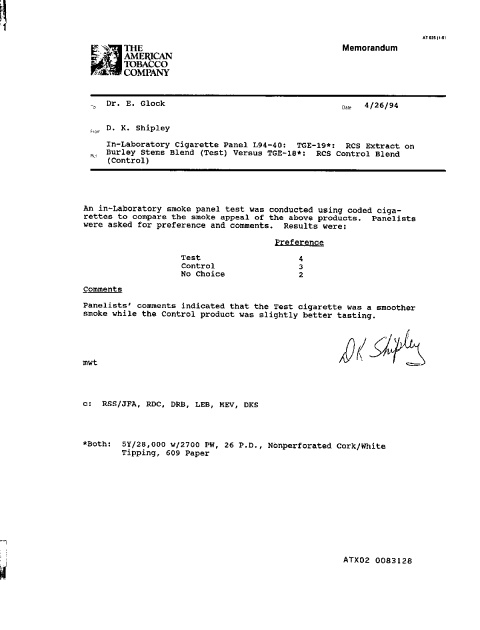 AT 025 (1-8)
THE
AMERICAN
TOBACCO
COMPANY
Memorandum
To Dr. E. Glock
Date 4/26/94
From D. K. Shipley
Re: In-Laboratory Cigarette Panel L94-40: TGE-19*: RCS Extract on
Burley Stems Blend (Test) Versus TGE-18*: RCS Control Blend
(Control)
An in-Laboratory smoke panel test was conducted using coded ciga-
rettes to compare the smoke appeal of the above products. Panelists
were asked for preference and comments. Results were:
Preference
Test 4
Control 3
No Choice 2
Comments
Panelists' comments indicated that the Test cigarette was a smoother
smoke while the Control product was slightly better tasting.
DK Shipley
mwt
c: RSS/JFA, RDC, DRB, LEB, MEV, DKS
*Both: 5Y/28,000 w/2700 PW, 26 P.D., Nonperforated Cork/White
Tipping, 609 Paper
ATX02 0083128